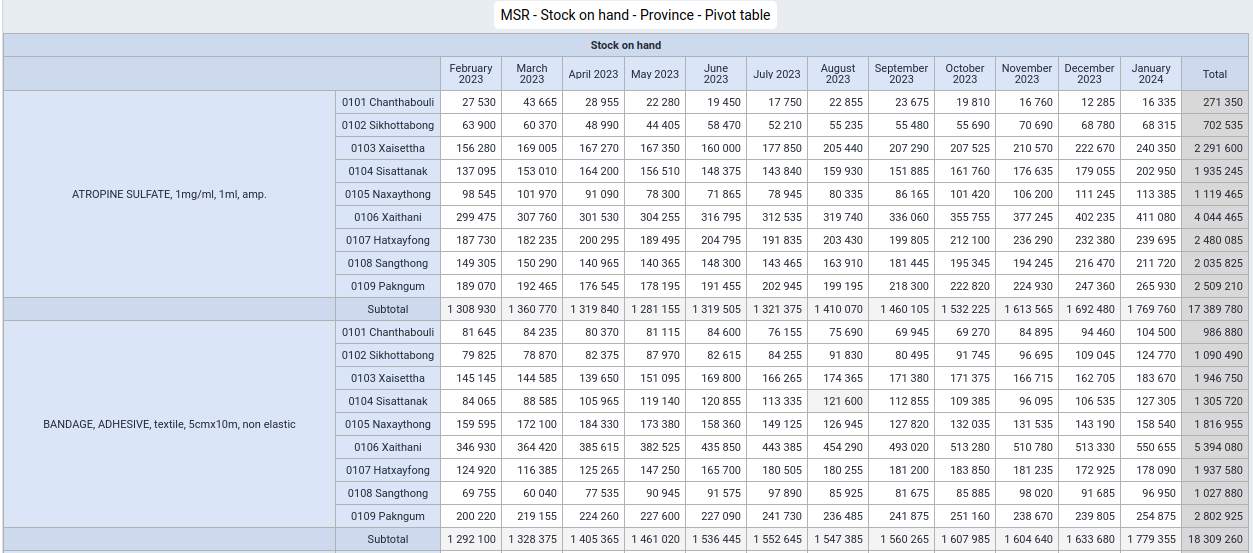 MSR - Stock on hand - Province - Pivot table
Stock on hand
February 2023 March 2023 April 2023 May 2023 June 2023 July 2023 August 2023 September 2023 October 2023 November 2023 December 2023 January 2024 Total
ATROPINE SULFATE, 1mg/ml, 1ml, amp.
0101 Chanthabouli 27 530 43 665 28 955 22 280 19 450 17 750 22 855 23 675 19 810 16 760 12 285 16 335 271 350
0102 Sikhottabong 63 900 60 370 48 990 44 405 58 470 52 210 55 235 55 480 55 690 70 690 68 780 68 315 702 535
0103 Xaisettha 156 280 169 005 167 270 167 350 160 000 177 850 205 440 207 290 207 525 210 570 222 670 240 350 2 291 600
0104 Sisattanak 137 095 153 010 164 200 156 510 148 375 143 840 159 930 151 885 161 760 176 635 179 055 202 950 1 935 245
0105 Naxaythong 98 545 101 970 91 090 78 300 71 865 78 945 80 335 86 165 101 420 106 200 111 245 113 385 1 119 465
0106 Xaithani 299 475 307 760 301 530 304 255 316 795 312 535 319 740 336 060 355 755 377 245 402 235 411 080 4 044 465
0107 Hatxayfong 187 730 182 235 200 295 189 495 204 795 191 835 203 430 199 805 212 100 236 290 232 380 239 695 2 480 085
0108 Sangthong 149 305 150 290 140 965 140 365 148 300 143 465 163 910 181 445 195 345 194 245 216 470 211 720 2 035 825
0109 Pakngum 189 070 192 465 176 545 178 195 191 455 202 945 199 195 218 300 222 820 224 930 247 360 265 930 2 509 210
Subtotal 1 308 930 1 360 770 1 319 840 1 281 155 1 319 505 1 321 375 1 410 070 1 460 105 1 532 225 1 613 565 1 692 480 1 769 760 17 389 780
BANDAGE, ADHESIVE, textile, 5cmx10m, non elastic
0101 Chanthabouli 81 645 84 235 80 370 81 115 84 600 76 155 75 690 69 945 69 270 84 895 94 460 104 500 986 880
0102 Sikhottabong 79 825 78 870 82 375 87 970 82 615 84 255 91 830 80 495 91 745 96 695 109 045 124 770 1 090 490
0103 Xaisettha 145 145 144 585 139 650 151 095 169 800 166 265 174 365 171 380 171 375 166 715 162 705 183 670 1 946 750
0104 Sisattanak 84 065 88 585 105 965 119 140 120 855 113 335 121 600 112 855 109 385 96 095 106 535 127 305 1 305 720
0105 Naxaythong 159 595 172 100 184 330 173 380 158 360 149 125 126 945 127 820 132 035 131 535 143 190 158 540 1 816 955
0106 Xaithani 346 930 364 420 385 615 382 525 435 850 443 385 454 290 493 020 513 280 510 780 513 330 550 655 5 394 080
0107 Hatxayfong 124 920 116 385 125 265 147 250 165 700 180 505 180 255 181 200 183 850 181 235 172 925 178 090 1 937 580
0108 Sangthong 69 755 60 040 77 535 90 945 91 575 97 890 85 925 81 675 85 885 98 020 91 685 96 950 1 027 880
0109 Pakngum 200 220 219 155 224 260 227 600 227 090 241 730 236 485 241 875 251 160 238 670 239 805 254 875 2 802 925
Subtotal 1 292 100 1 328 375 1 405 365 1 461 020 1 536 445 1 552 645 1 547 385 1 560 265 1 607 985 1 604 640 1 633 680 1 779 355 18 309 260